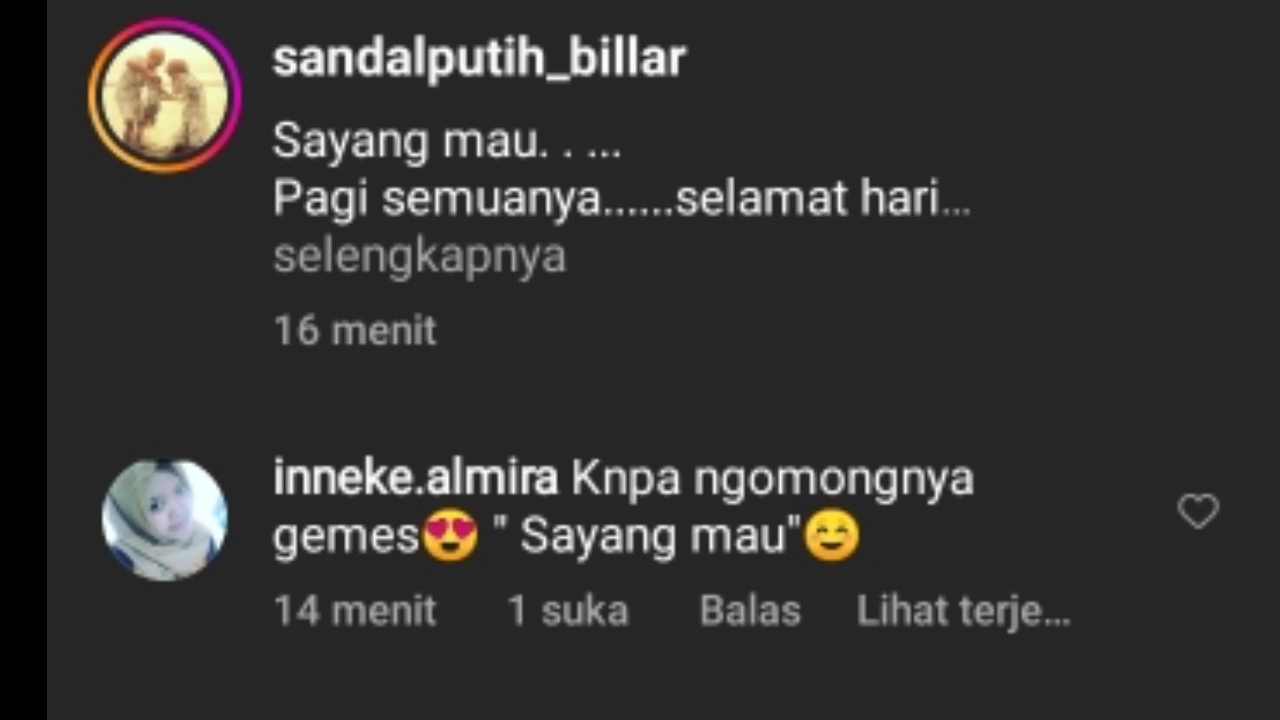 sandalputih_billar
Sayang mau. . ...
Pagi semuanya......selamat hari...
selengkapnya
16 menit
inneke.almira Knpa ngomongnya
gemes😍 " Sayang mau"😊
14 menit 1 suka Balas Lihat terje...